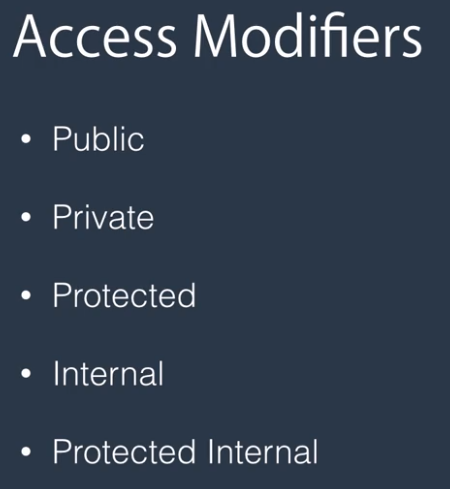 Access Modifiers
• Public
• Private
• Protected
• Internal
• Protected Internal